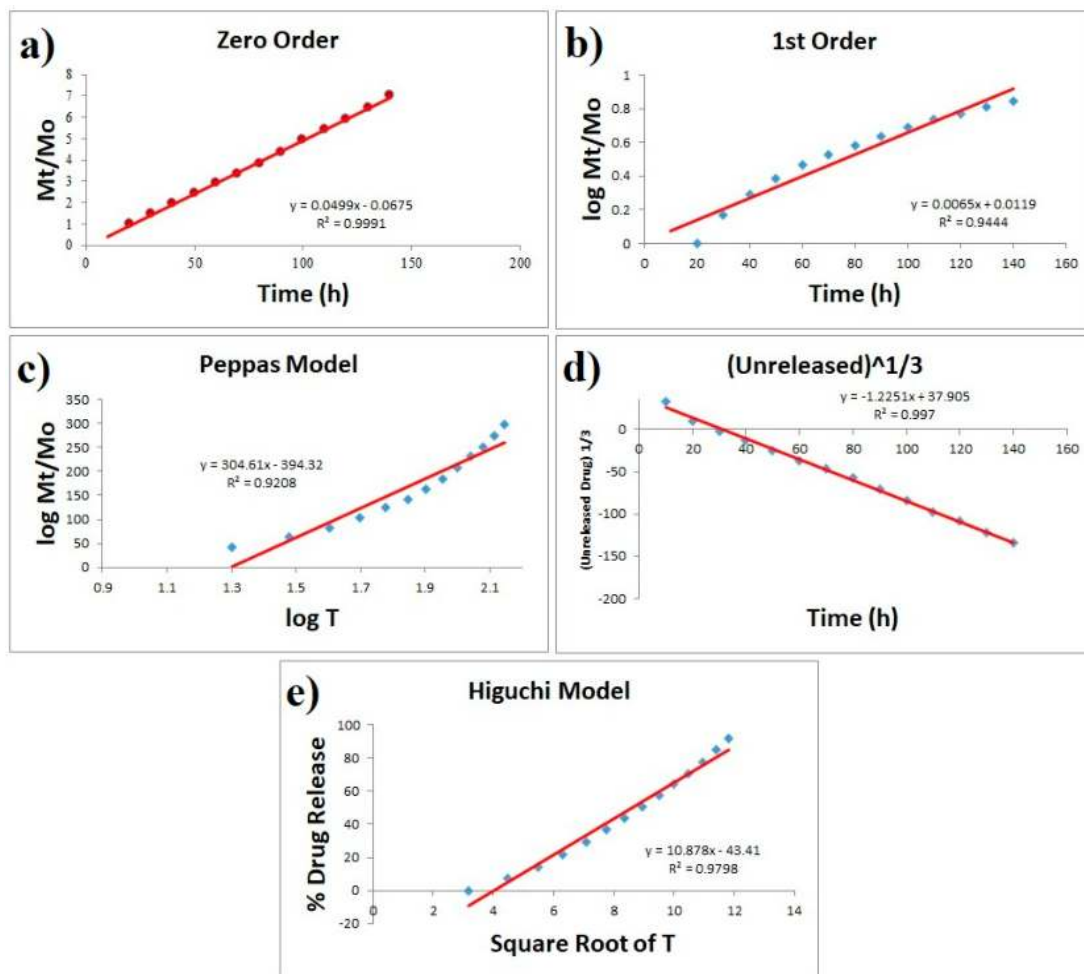 a)
Zero Order
8
7
6
5
4
3
2
1
0
Mt/Mo
y = 0.0499x - 0.0675
R² = 0.9991
0 50 100 150 200
Time (h)
b)
1st Order
1
0.8
0.6
0.4
0.2
0
log Mt/Mo
y = 0.0065x + 0.0119
R² = 0.9444
0 20 40 60 80 100 120 140 160
Time (h)
c)
Peppas Model
350
300
250
200
150
100
50
0
log Mt/Mo
y = 304.61x - 394.32
R² = 0.9208
0.9 1.1 1.3 1.5 1.7 1.9 2.1
log T
d)
(Unreleased)^1/3
y = -1.2251x + 37.905
R² = 0.997
0
-50
-100
-150
-200
(Unreleased Drug) 1/3
0 20 40 60 80 100 120 140 160
Time (h)
e)
Higuchi Model
100
80
60
40
20
0
-20
% Drug Release
y = 10.878x - 43.41
R² = 0.9798
0 2 4 6 8 10 12 14
Square Root of T